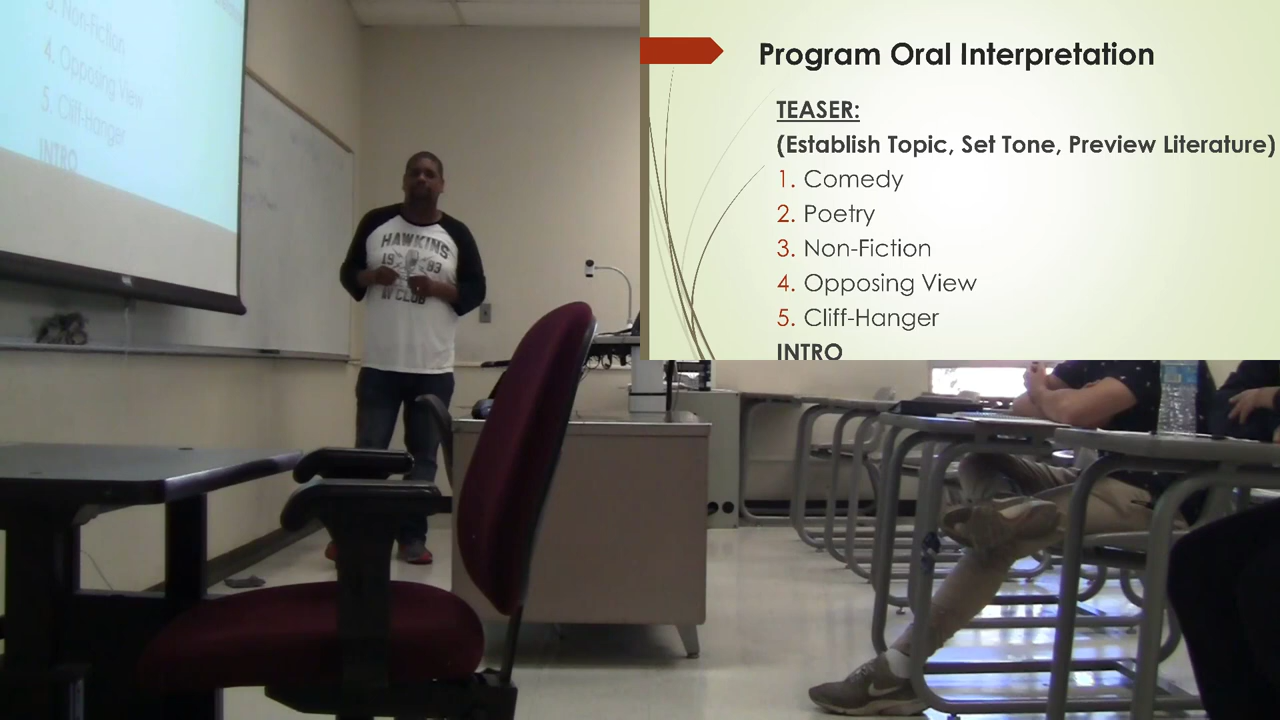 3. Non-Fiction
4. Opposing View
5. Cliff-Hanger
INTRO
HAWKINS
19 83
AV CLUB
Program Oral Interpretation
TEASER:
(Establish Topic, Set Tone, Preview Literature)
1. Comedy
2. Poetry
3. Non-Fiction
4. Opposing View
5. Cliff-Hanger
INTRO